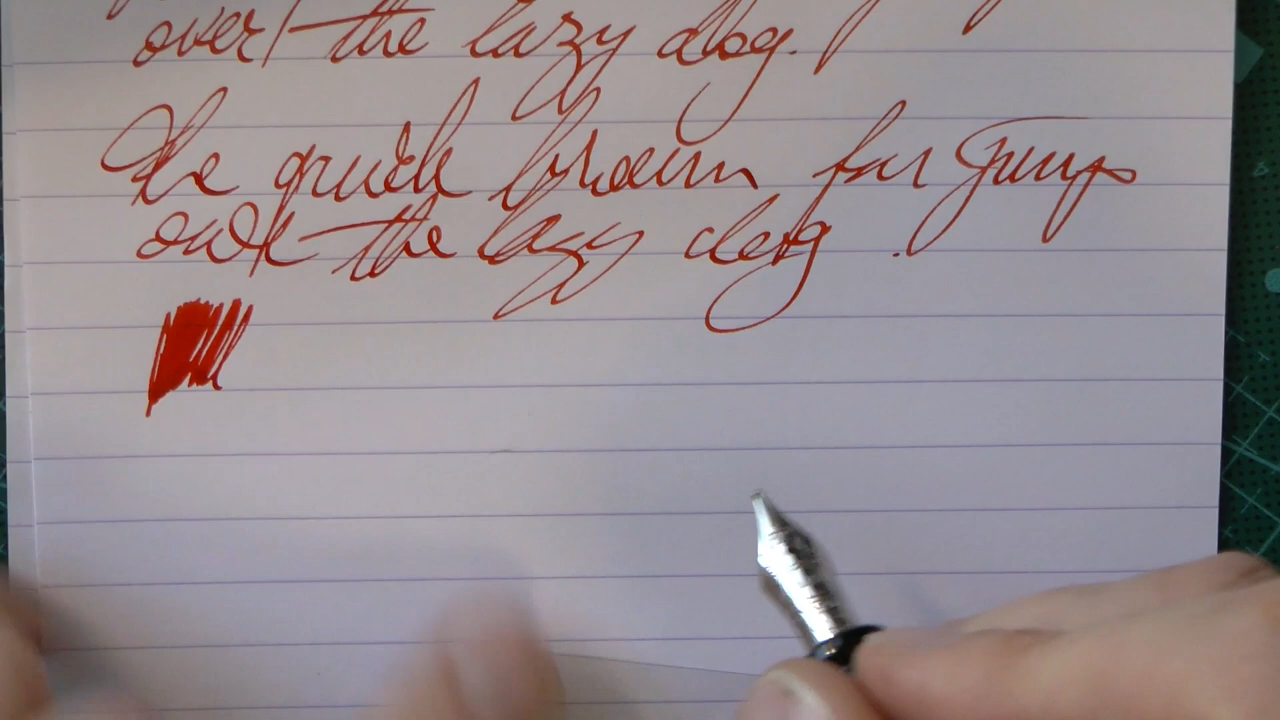 over the lazy dog.
The quick brown fox jumps
over the lazy dog.